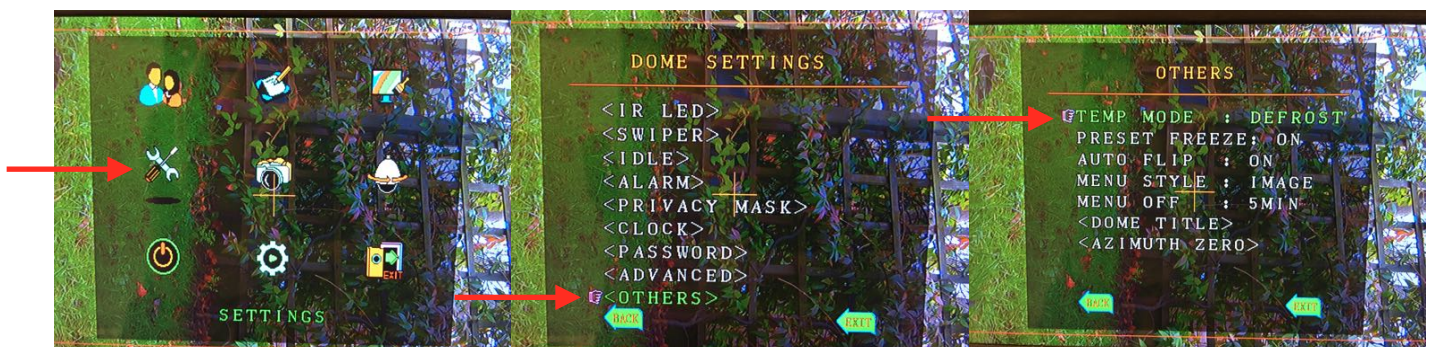 EXIT
SETTINGS
DOME SETTINGS
<IR LED>
<SWIPER>
<IDLE>
<ALARM>
<PRIVACY MASK>
<CLOCK>
<PASSWORD>
<ADVANCED>
<OTHERS>
BACK
EXIT
OTHERS
TEMP MODE : DEFROST
PRESET FREEZE: ON
AUTO FLIP : ON
MENU STYLE : IMAGE
MENU OFF : 5MIN
<DOME TITLE>
<AZIMUTH ZERO>
BACK
EXIT